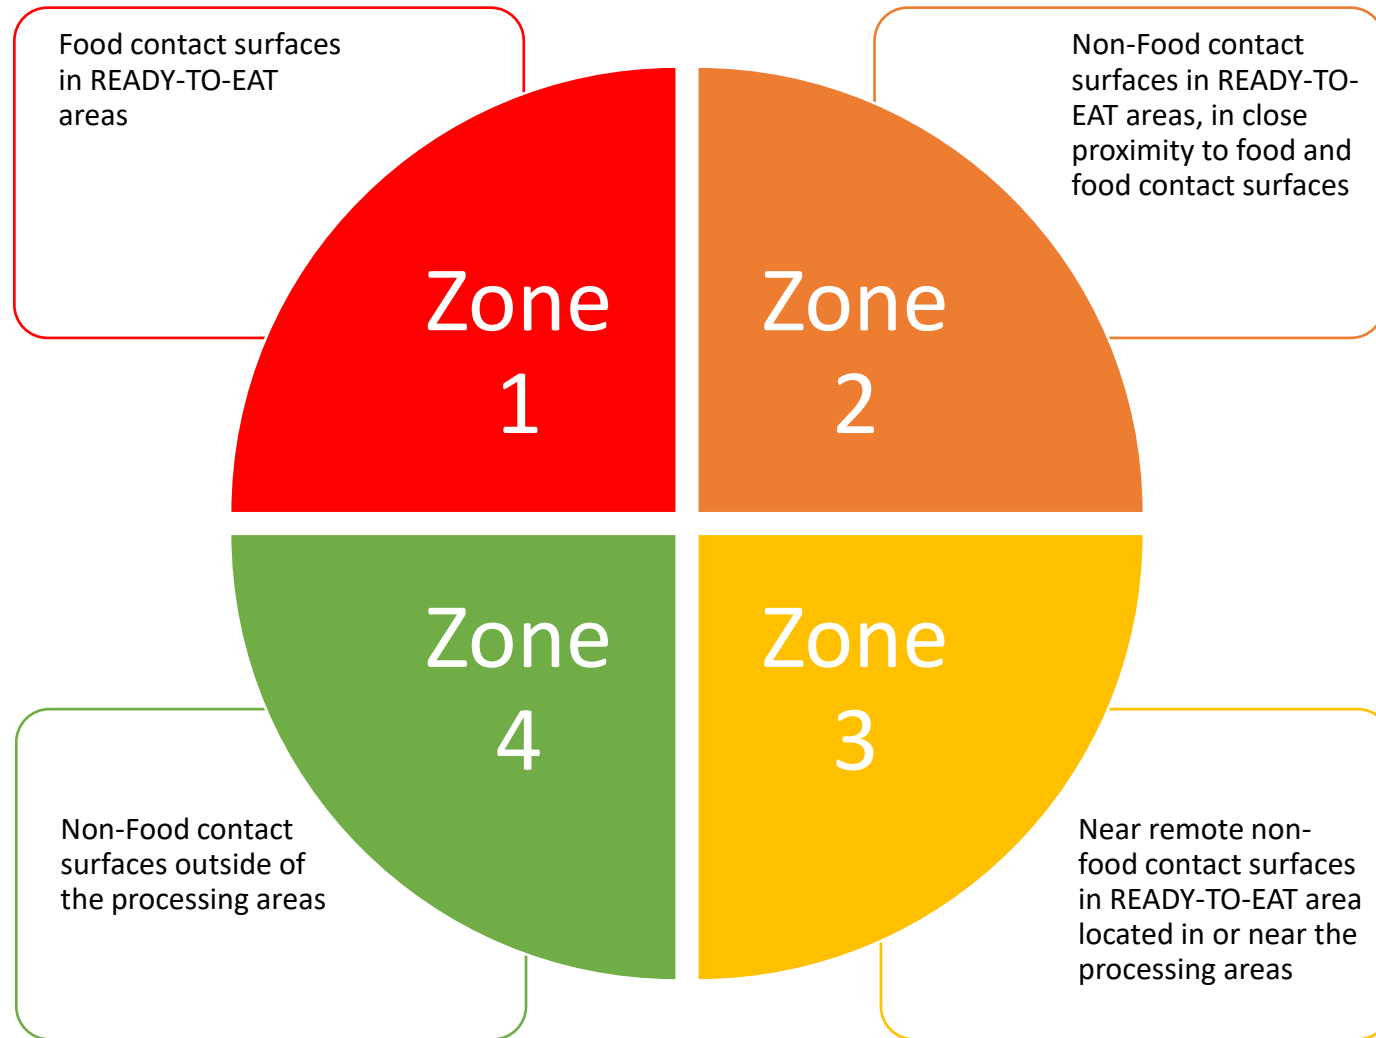 Food contact surfaces
in READY-TO-EAT
areas
Non-Food contact
surfaces in READY-TO-
EAT areas, in close
proximity to food and
food contact surfaces
Zone
1
Zone
2
Zone
4
Zone
3
Non-Food contact
surfaces outside of
the processing areas
Near remote non-
food contact surfaces
in READY-TO-EAT area
located in or near the
processing areas